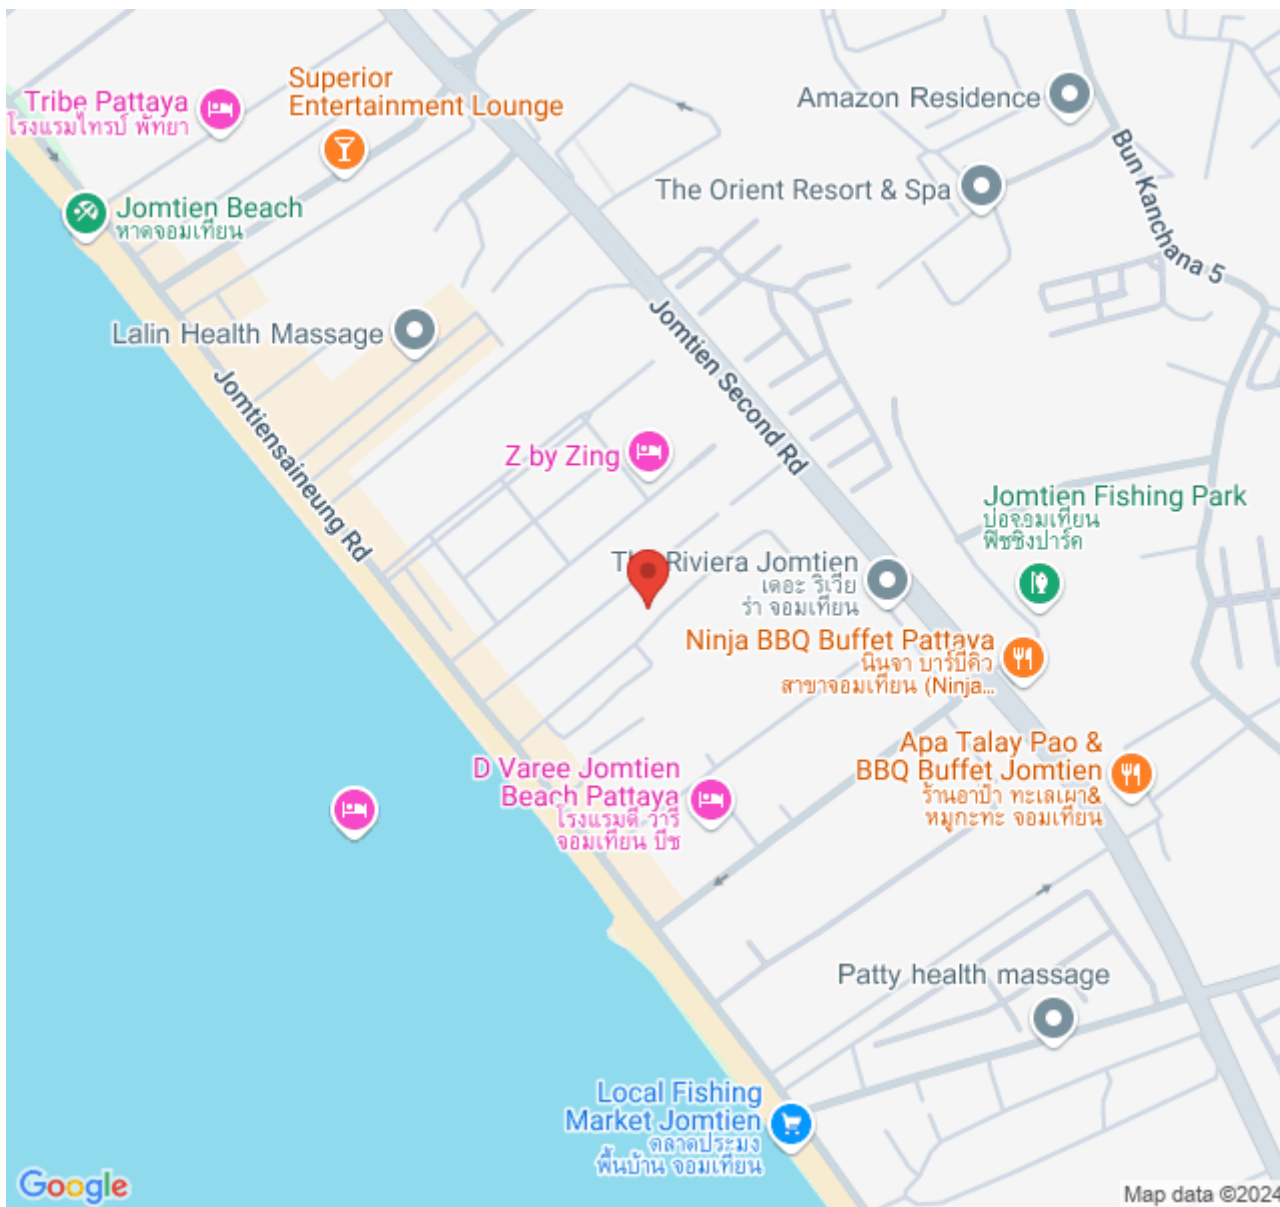 Superior
Entertainment Lounge
Tribe Pattaya
โรงแรมไทรบ์ พัทยา
Amazon Residence
Bun Kanchana 5
The Orient Resort & Spa
Jomtien Beach
หาดจอมเทียน
Lalin Health Massage
Jomtien Second Rd
Jomtiensaineung Rd
Z by Zing
Jomtien Fishing Park
บ่อจอมเทียน
ฟิชชิงปาร์ค
Riviera Jomtien
เดอะ ริเวีย
ร่า จอมเทียน
Ninja BBQ Buffet Pattaya
นินจา บาร์บีคิว
สาขาจอมเทียน (Ninja...
Apa Talay Pao &
BBQ Buffet Jomtien
ร้านอาป๋า ทะเลเผา&
หมูกะทะ จอมเทียน
D Varee Jomtien
Beach Pattaya
โรงแรมดี วารี
จอมเทียน บีช
Patty health massage
Local Fishing
Market Jomtien
ตลาดประมง
พื้นบ้าน จอมเทียน
Google
Map data ©2024